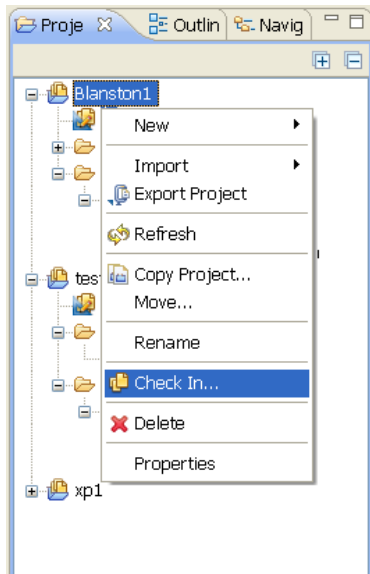 Proje Outlin Navig
Blanston1
New
Import
Export Project
Refresh
Copy Project...
tes
Move...
Rename
Check In...
Delete
Properties
xp1